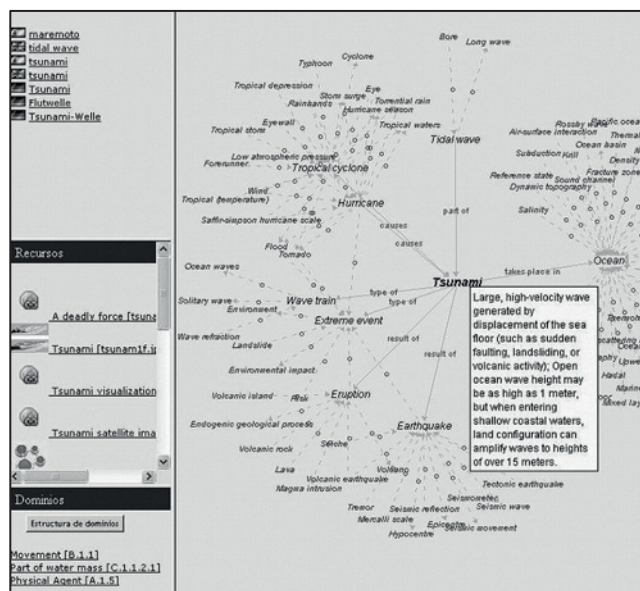 maremoto
tidal wave
tsunami
tsunami
Tsunami
Flutwelle
Tsunami-Welle
Recursos
A deadly force [tsuna
Tsunami [tsunam1f.jp
Tsunami visualization
Tsunami satellite ima
Dominios
Estructura de dominios
Movement [B.1.1]
Part of water mass [C.1.1.2.1]
Physical Agent [A.1.5]
Bore
Long wave
Cyclone
Typhoon
Tropical depression
Storm surge
Eye
Torrential rain
Rainbands
Hurricane season
Eyewall
Tropical waters
Tropical storm
Low atmospheric pressure
Forerunner
Tropical cyclone
Tidal wave
Wind
Tropical (temperature)
Hurricane
Saffir-simpson hurricane scale
part of
causes
causes
Flood
Tornado
Pacific ocean
Rossby wave
Air-surface interaction
Ocean basin
Subduction
Krill
Density
Fracture zone
Reference state
Sound channel
Dynamic topography
Salinity
Ocean
takes place in
Tsunami
Ocean waves
type of
type of
Solitary wave
Environment
Wave train
Extreme event
Wave refraction
Landslide
result of
result of
Environmental impact
Volcanic island
Risk
Eruption
Endogenic geological process
Earthquake
Volcanic rock
Seiche
Lava
Volcano
Volcanic earthquake
Magma intrusion
Tectonic earthquake
Seismometer
Tremor
Seismic reflection
Seismic wave
Mercalli scale
Epicentre
Seismic movement
Hypocentre
Large, high-velocity wave
generated by
displacement of the sea
floor (such as sudden
faulting, landsliding, or
volcanic activity); Open
ocean wave height may
be as high as 1 meter,
but when entering
shallow coastal waters,
land configuration can
amplify waves to heights
of over 15 meters.
Hadal
Mixed lay